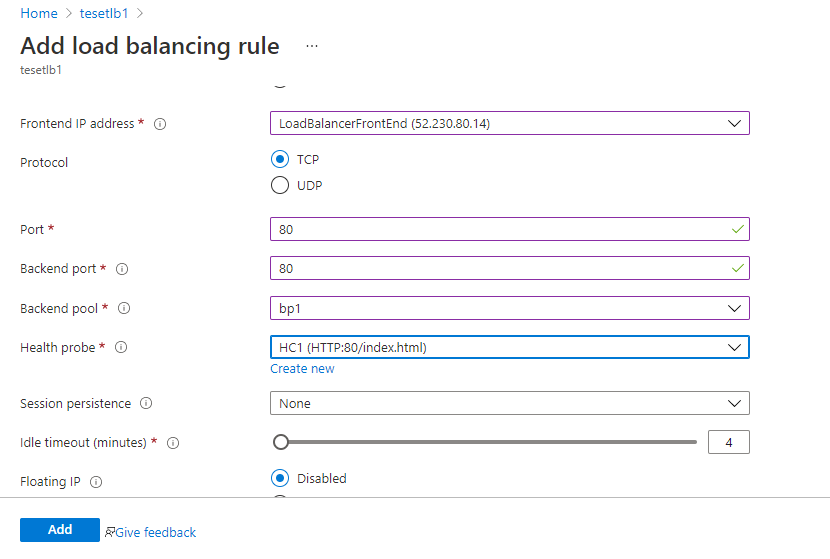 Home > tesetlb1 >
Add load balancing rule ...
tesetlb1
Frontend IP address * LoadBalancerFrontEnd (52.230.80.14)
Protocol TCP
UDP
Port * 80
Backend port * 80
Backend pool * bp1
Health probe * HC1 (HTTP:80/index.html)
Create new
Session persistence None
Idle timeout (minutes) * 4
Floating IP Disabled
Add Give feedback